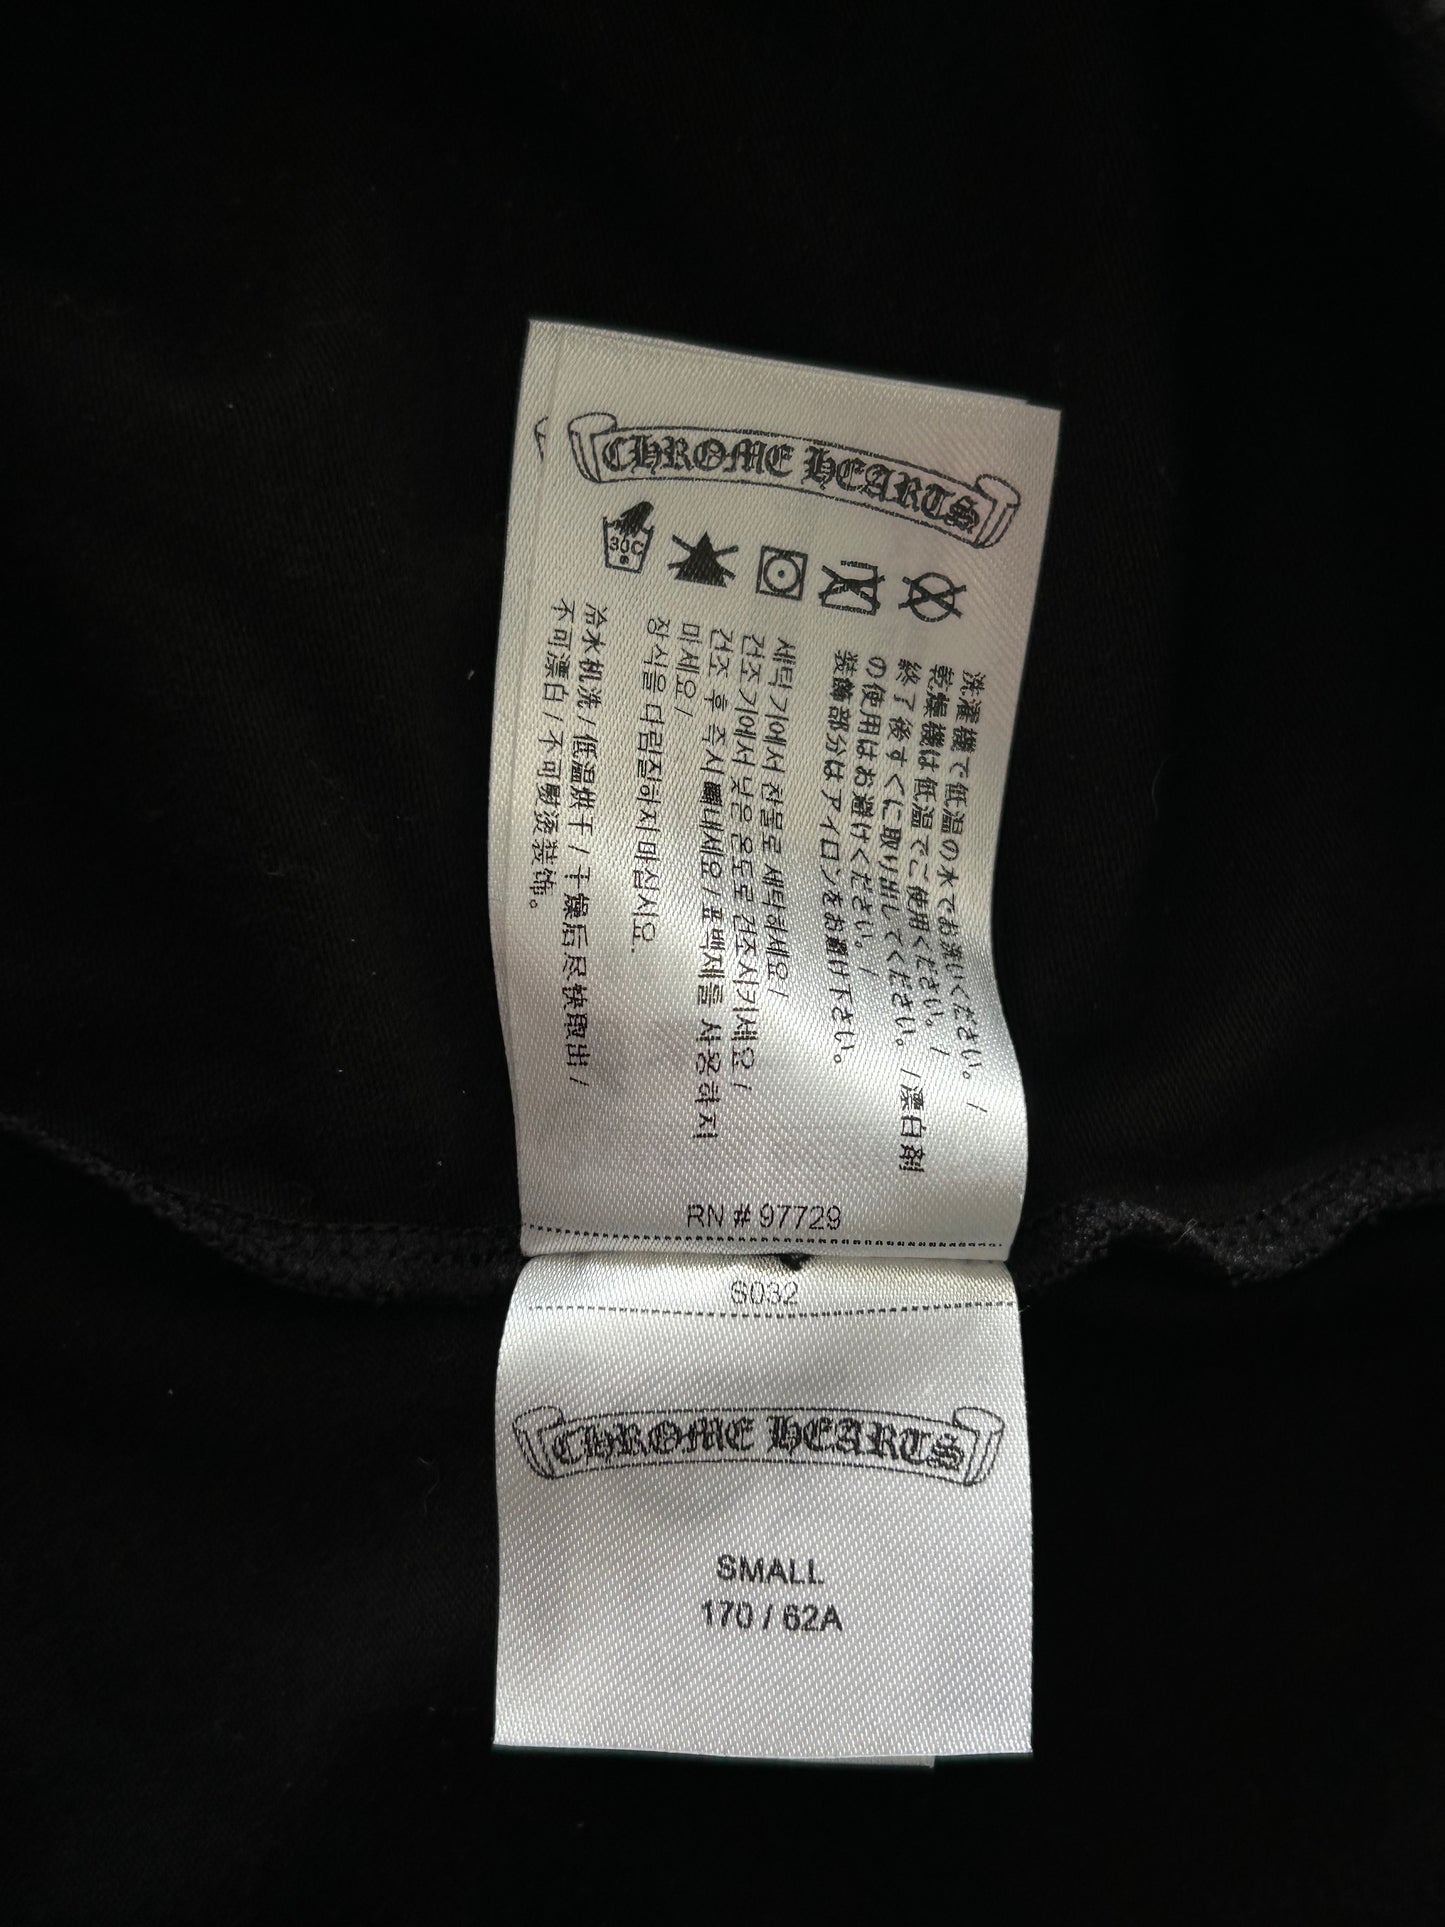 CHROME HEARTS
30C
洗濯機で低温の水でお洗いください。 /
乾燥機は低温でご使用ください。 /
終了後すぐに取り出してください。 /漂白剤
の使用はお避けください。/
装飾部分はアイロンをお避け下さい。
세탁기에서 찬물로 세탁하세요/
건조기에서 낮은 온도로 건조시키세요 /
건조 후 즉시 빼내세요 / 표백제를 사용하지
마세요 /
장식을 다림질하지 마십시요.
冷水机洗 / 低温烘干 / 干燥后尽快取出 /
不可漂白 / 不可熨烫装饰。
RN # 97729
S032
CHROME HEARTS
SMALL
170 / 62A